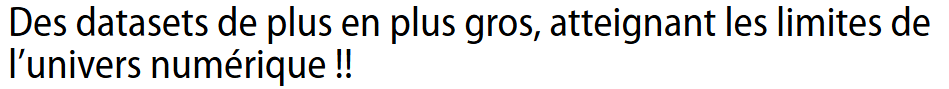 Des datasets de plus en plus gros, atteignant les limites de
l’univers numérique !!